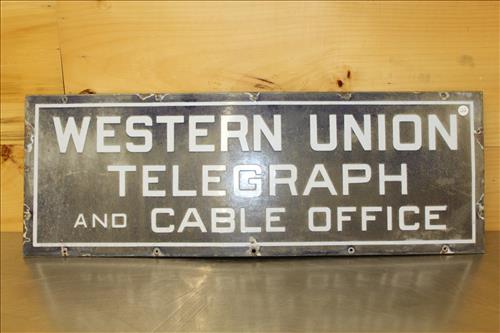 WESTERN UNION
TELEGRAPH
AND CABLE OFFICE